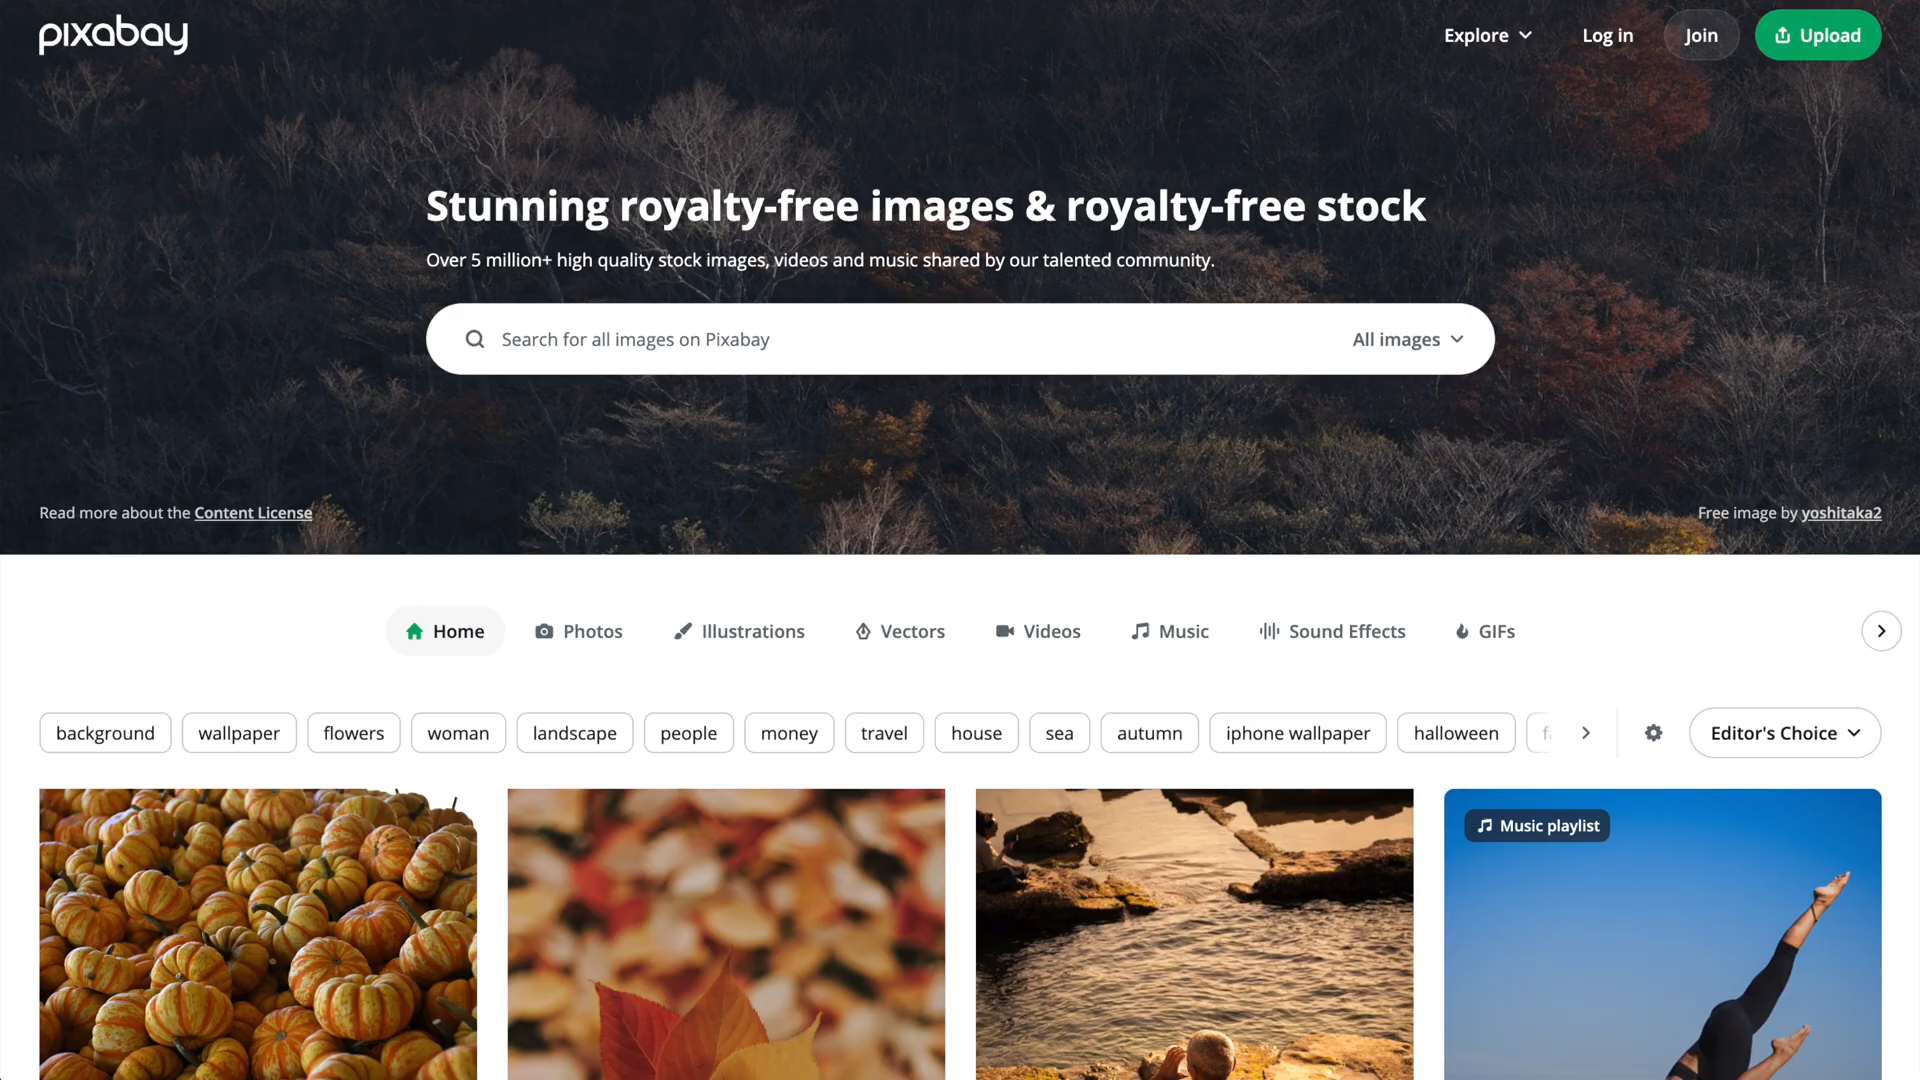 pixabay
Explore
Log in
Join
Upload
Stunning royalty-free images & royalty-free stock
Over 5 million+ high quality stock images, videos and music shared by our talented community.
Search for all images on Pixabay
All images
Read more about the Content License
Free image by yoshitaka2
Home
Photos
Illustrations
Vectors
Videos
Music
Sound Effects
GIFs
background
wallpaper
flowers
woman
landscape
people
money
travel
house
sea
autumn
iphone wallpaper
halloween
Editor's Choice
Music playlist